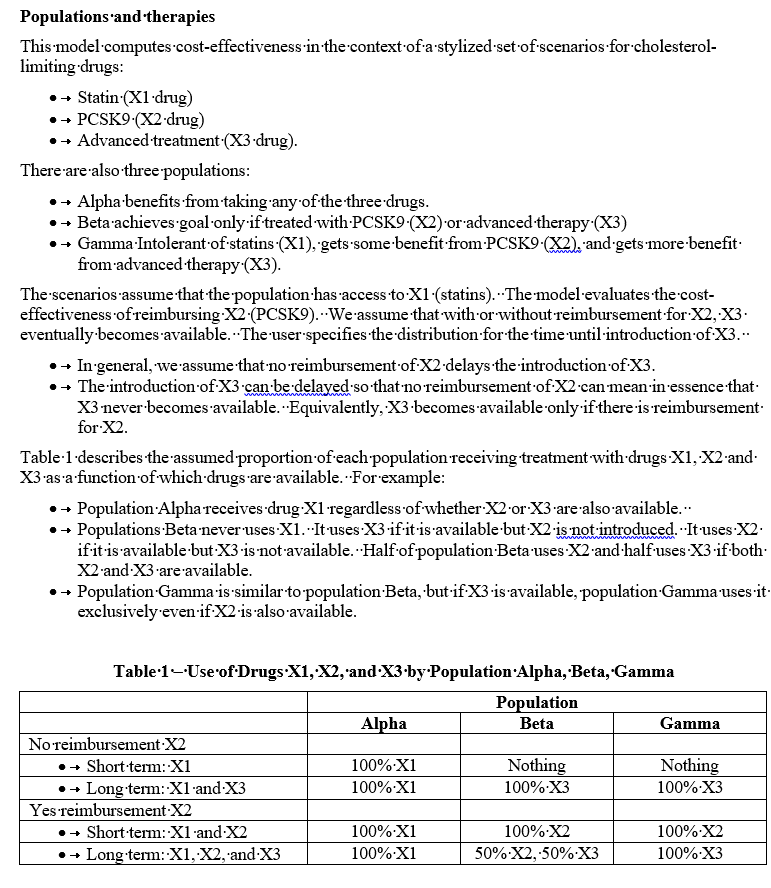 Populations and therapies
This model computes cost-effectiveness in the context of a stylized set of scenarios for cholesterol-
limiting drugs:
• → Statin (X1 drug)
• → PCSK9 (X2 drug)
• → Advanced treatment (X3 drug).
There are also three populations:
• → Alpha benefits from taking any of the three drugs.
• → Beta achieves goal only if treated with PCSK9 (X2) or advanced therapy (X3)
• → Gamma Intolerant of statins (X1), gets some benefit from PCSK9 (X2), and gets more benefit
from advanced therapy (X3).
The scenarios assume that the population has access to X1 (statins).  The model evaluates the cost-
effectiveness of reimbursing X2 (PCSK9).  We assume that with or without reimbursement for X2, X3
eventually becomes available.  The user specifies the distribution for the time until introduction of X3.
• → In general, we assume that no reimbursement of X2 delays the introduction of X3.
• → The introduction of X3 can be delayed so that no reimbursement of X2 can mean in essence that
X3 never becomes available.  Equivalently, X3 becomes available only if there is reimbursement
for X2.
Table 1 describes the assumed proportion of each population receiving treatment with drugs X1, X2 and
X3 as a function of which drugs are available.  For example:
• → Population Alpha receives drug X1 regardless of whether X2 or X3 are also available.
• → Populations Beta never uses X1.  It uses X3 if it is available but X2 is not introduced.  It uses X2
if it is available but X3 is not available.  Half of population Beta uses X2 and half uses X3 if both
X2 and X3 are available.
• → Population Gamma is similar to population Beta, but if X3 is available, population Gamma uses it
exclusively even if X2 is also available.
Table 1 – Use of Drugs X1, X2, and X3 by Population Alpha, Beta, Gamma
Population
Alpha Beta Gamma
No reimbursement X2
• → Short term: X1 100% X1 Nothing Nothing
• → Long term: X1 and X3 100% X1 100% X3 100% X3
Yes reimbursement X2
• → Short term: X1 and X2 100% X1 100% X2 100% X2
• → Long term: X1, X2, and X3 100% X1 50% X2, 50% X3 100% X3